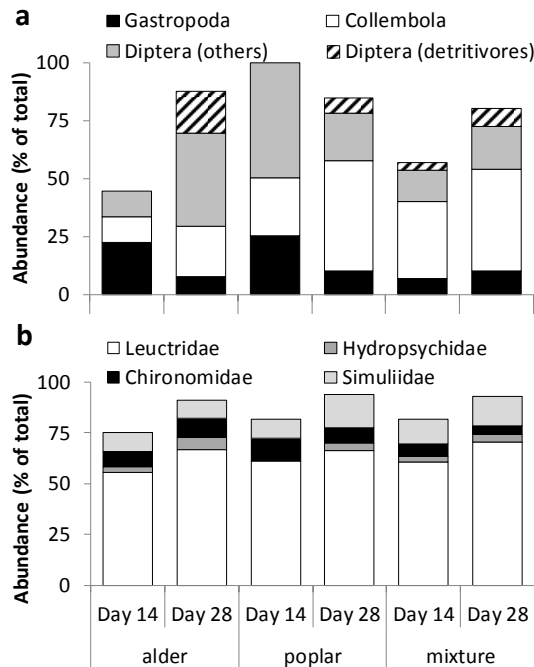 a
Gastropoda Collembola
Diptera (others) Diptera (detritivores)
Abundance (% of total)
100
75
50
25
0
b
Leuctridae Hydropsychidae
Chironomidae Simuliidae
Abundance (% of total)
100
75
50
25
0
Day 14 Day 28 Day 14 Day 28 Day 14 Day 28
alder poplar mixture